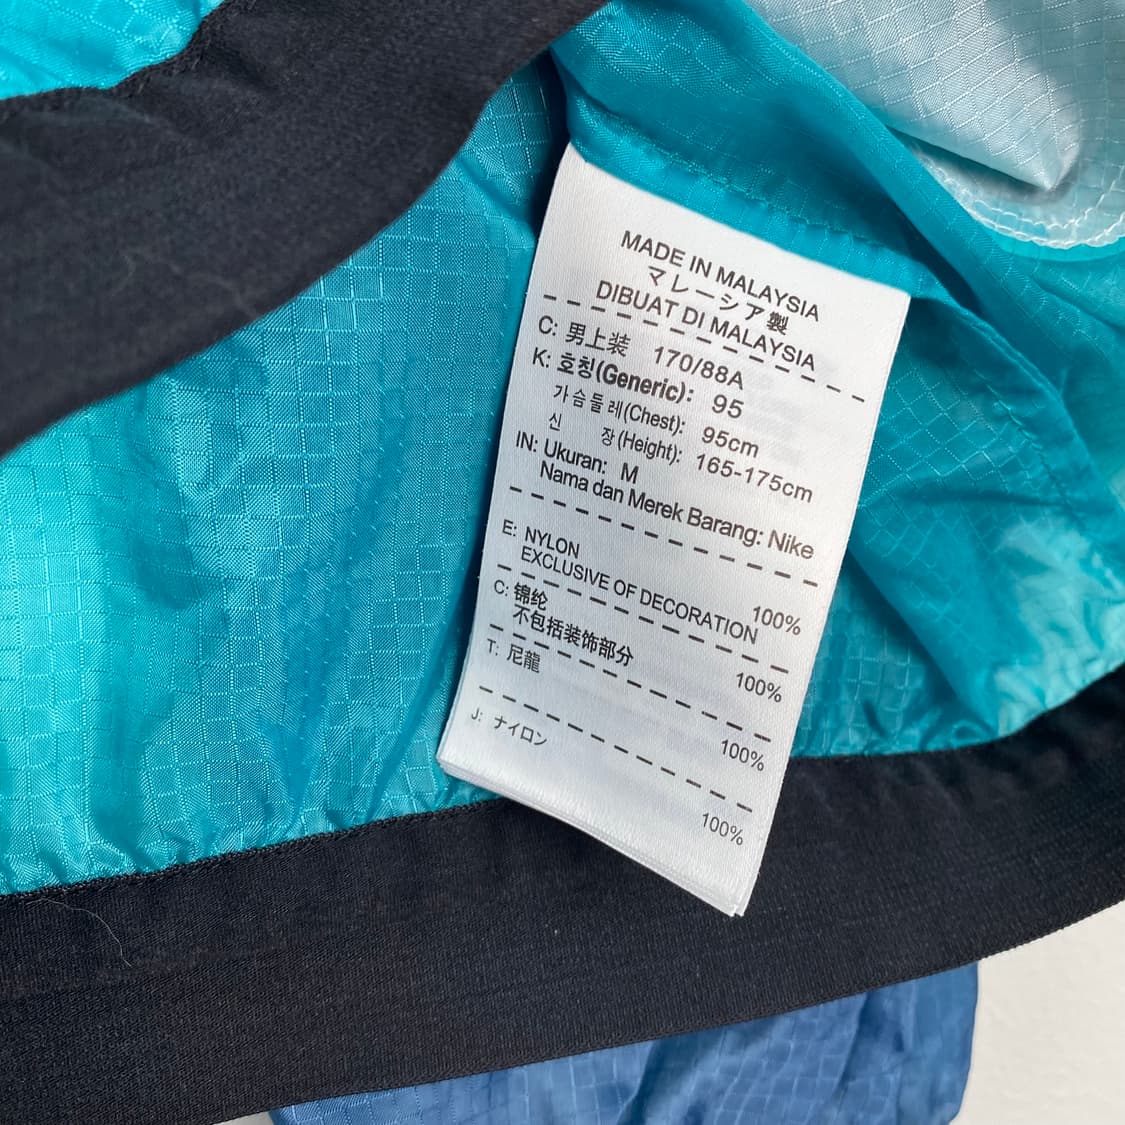 MADE IN MALAYSIA
マレーシア製
DIBUAT DI MALAYSIA
C: 男上装 170/88A
K: 호칭(Generic): 95
가슴둘레(Chest): 95cm
신 장(Height): 165-175cm
IN: Ukuran: M
Nama dan Merek Barang: Nike
E: NYLON 100%
EXCLUSIVE OF DECORATION
C: 锦纶 100%
不包括装饰部分
T: 尼龍 100%
J: ナイロン 100%